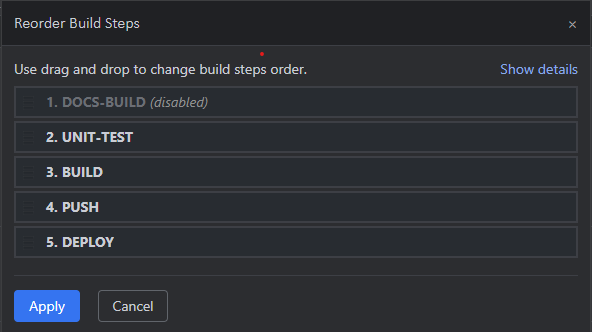 Reorder Build Steps ×
Use drag and drop to change build steps order. Show details
1. DOCS-BUILD (disabled)
2. UNIT-TEST
3. BUILD
4. PUSH
5. DEPLOY
Apply Cancel